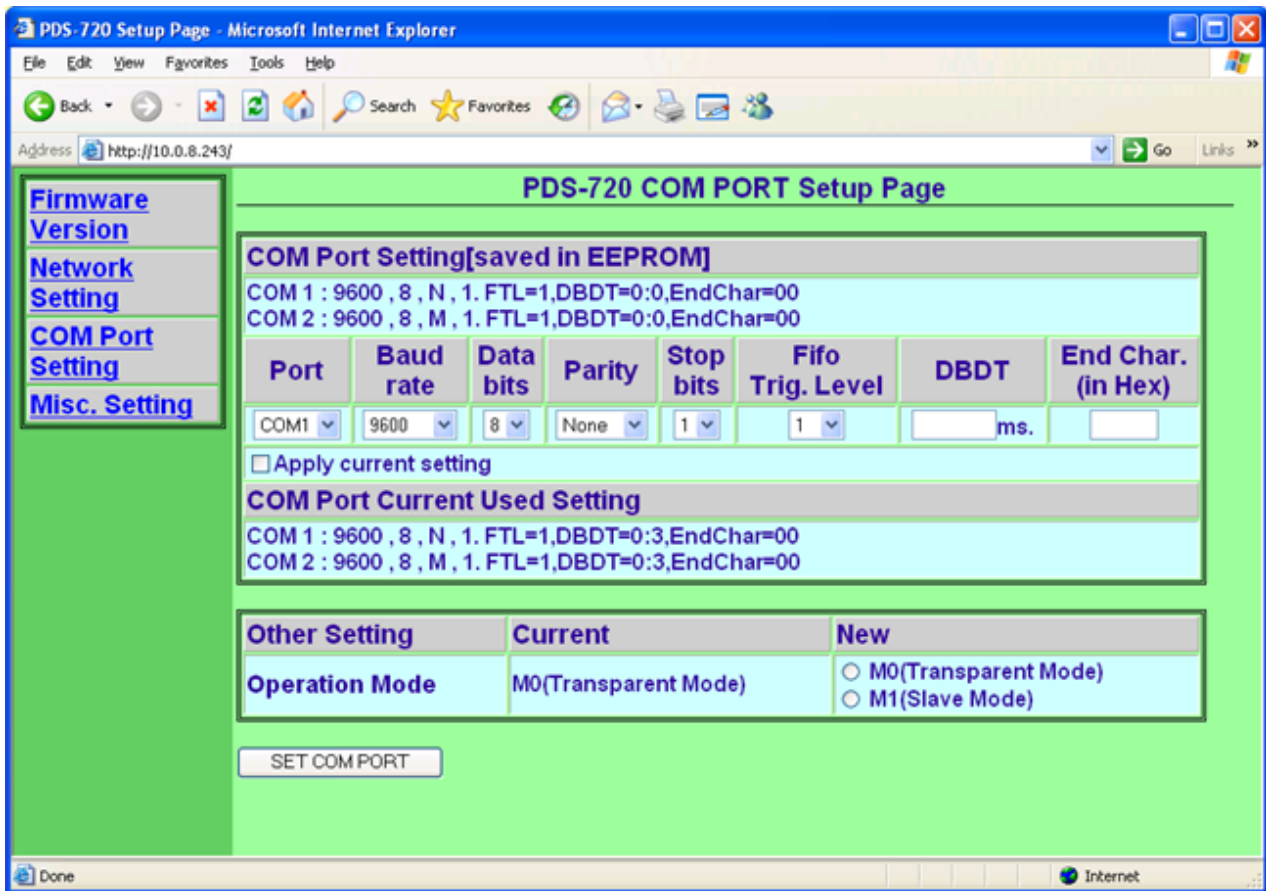 PDS-720 Setup Page - Microsoft Internet Explorer
File Edit View Favorites Tools Help
Back Search Favorites
Address http://10.0.8.243/ Go Links »
Firmware
Version
Network
Setting
COM Port
Setting
Misc. Setting
PDS-720 COM PORT Setup Page
COM Port Setting[saved in EEPROM]
COM 1 : 9600 , 8 , N , 1. FTL=1,DBDT=0:0,EndChar=00
COM 2 : 9600 , 8 , M , 1. FTL=1,DBDT=0:0,EndChar=00
Port Baud rate Data bits Parity Stop bits Fifo Trig. Level DBDT End Char. (in Hex)
COM1 9600 8 None 1 1 ms.
Apply current setting
COM Port Current Used Setting
COM 1 : 9600 , 8 , N , 1. FTL=1,DBDT=0:3,EndChar=00
COM 2 : 9600 , 8 , M , 1. FTL=1,DBDT=0:3,EndChar=00
Other Setting Current New
Operation Mode M0(Transparent Mode) M0(Transparent Mode)
M1(Slave Mode)
SET COM PORT
Done Internet